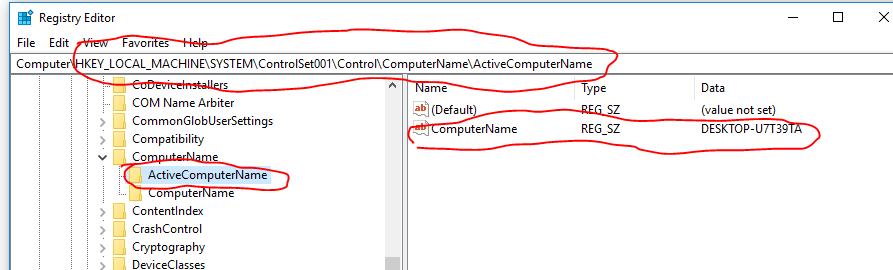 Registry Editor
File Edit View Favorites Help
Computer\HKEY_LOCAL_MACHINE\SYSTEM\ControlSet001\Control\ComputerName\ActiveComputerName
CoDeviceInstallers
COM Name Arbiter
CommonGlobUserSettings
Compatibility
ComputerName
ActiveComputerName
ComputerName
ContentIndex
CrashControl
Cryptography
DeviceClasses
Name Type Data
ab (Default) REG_SZ (value not set)
ab ComputerName REG_SZ DESKTOP-U7T39TA